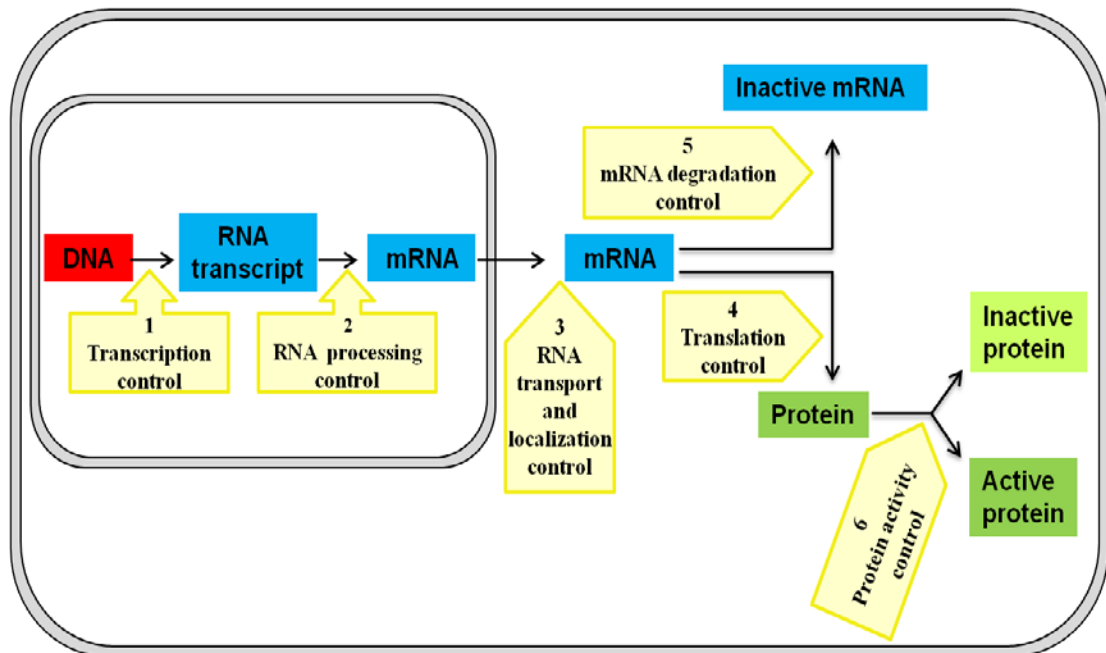 Inactive mRNA
5
mRNA degradation
control
DNA
RNA
transcript
mRNA
mRNA
1
Transcription
control
2
RNA processing
control
3
RNA
transport
and
localization
control
4
Translation
control
Inactive
protein
Protein
Active
protein
6
Protein activity
control